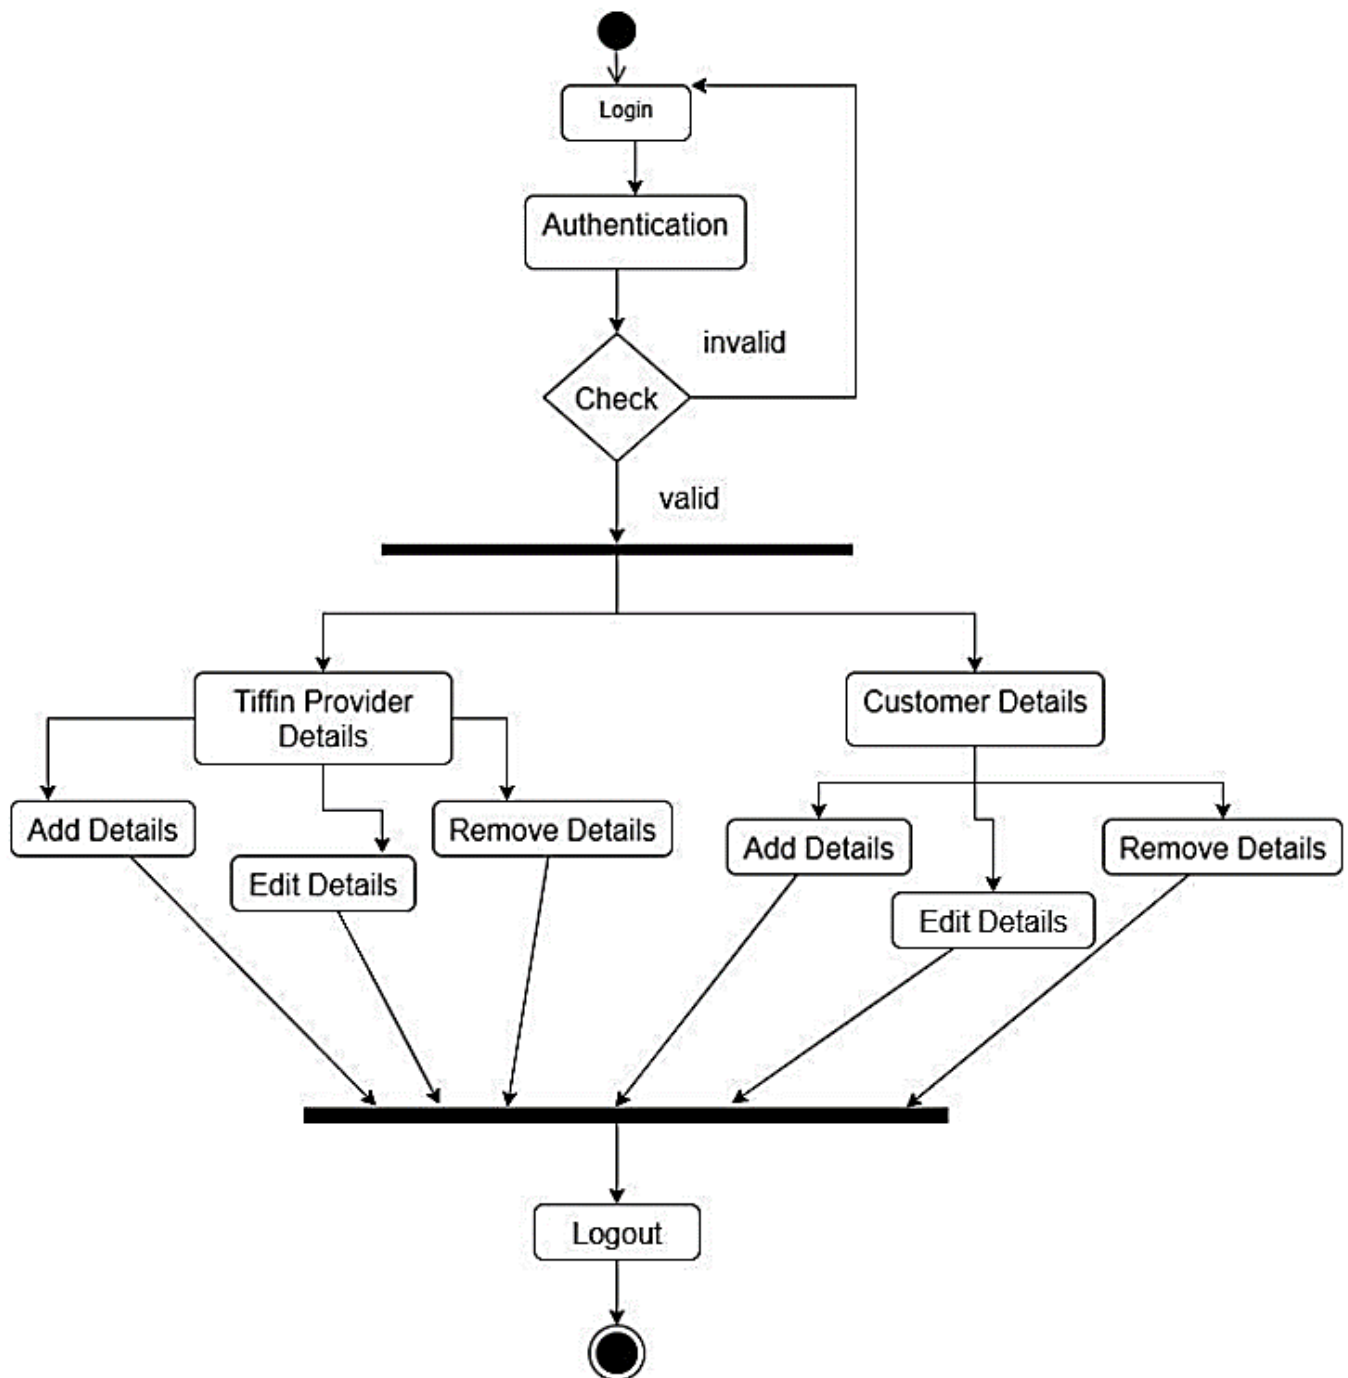 Login
Authentication
invalid
Check
valid
Tiffin Provider
Details
Customer Details
Add Details
Remove Details
Edit Details
Add Details
Remove Details
Edit Details
Logout